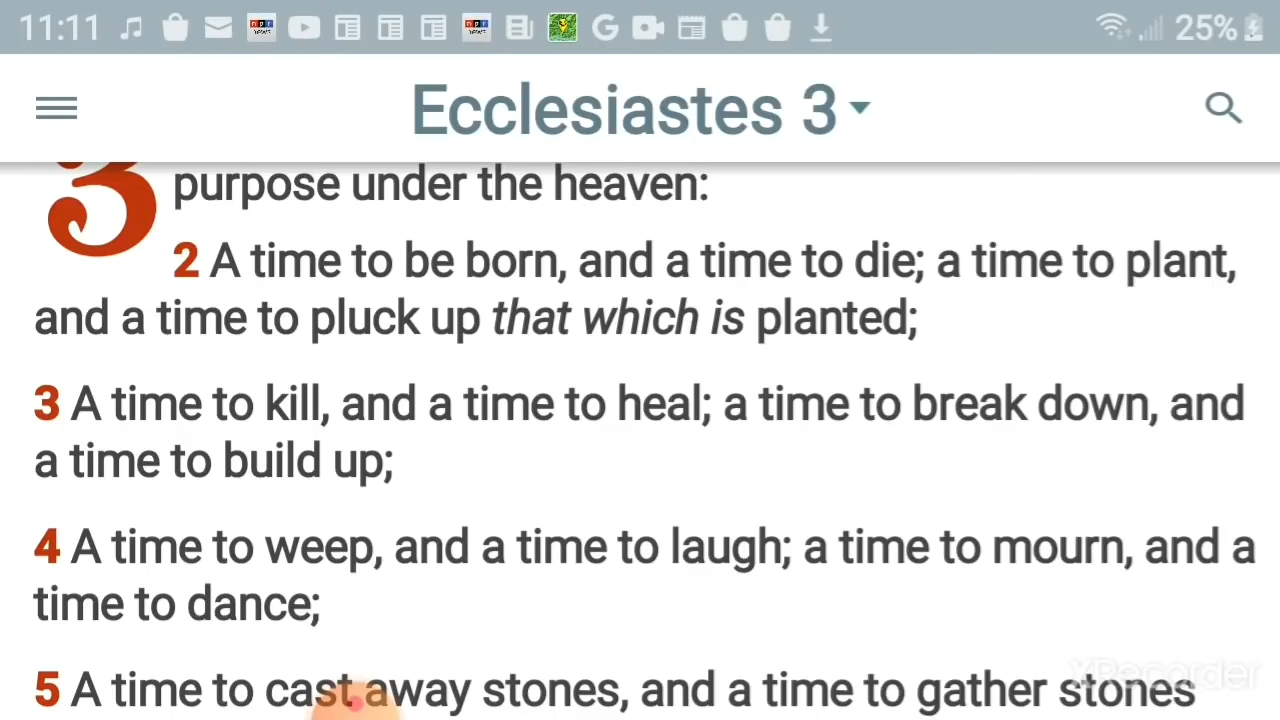 11:11 25%
Ecclesiastes 3
3 purpose under the heaven:
2 A time to be born, and a time to die; a time to plant,
and a time to pluck up that which is planted;
3 A time to kill, and a time to heal; a time to break down, and
a time to build up;
4 A time to weep, and a time to laugh; a time to mourn, and a
time to dance;
5 A time to cast away stones, and a time to gather stones
XRecorder